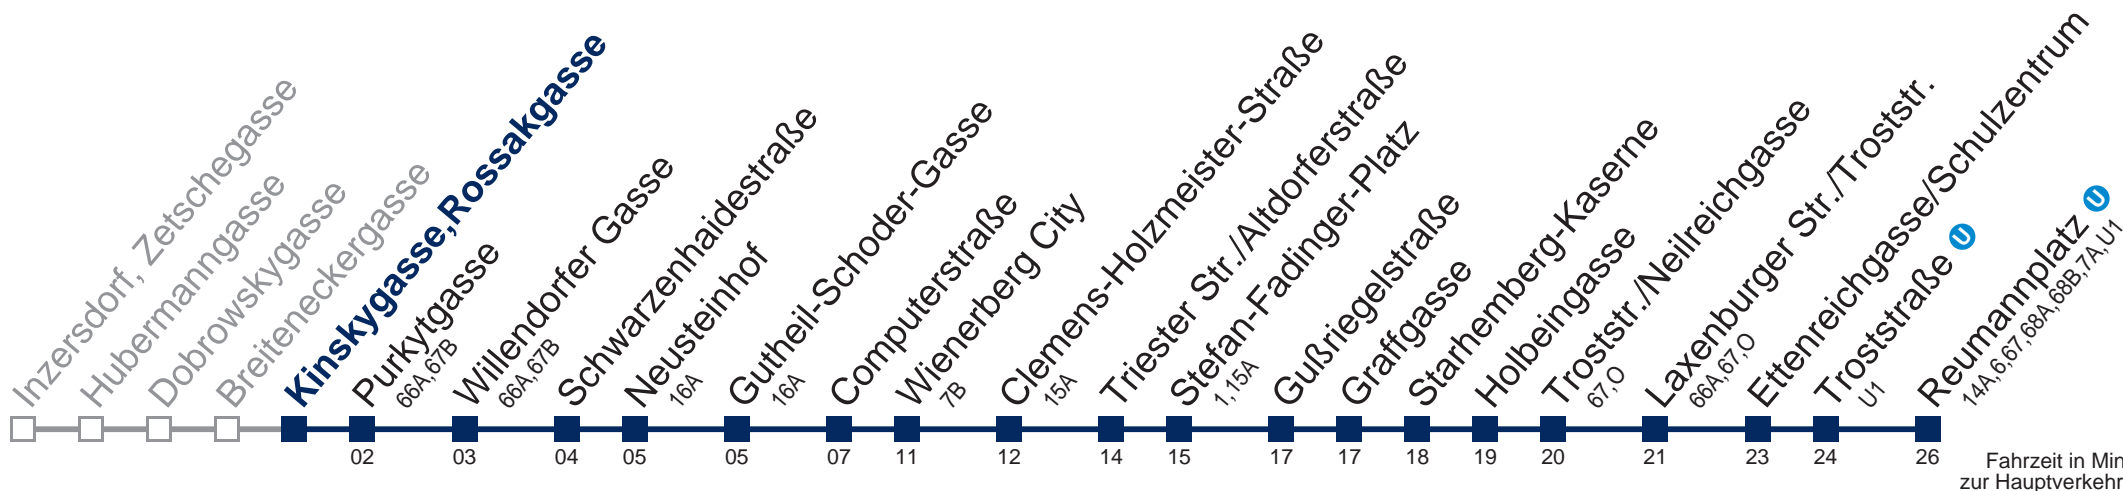 Inzersdorf, Zetschegasse
Hubermanngasse
Dobrowskygasse
Breiteneckergasse
Kinskygasse,Rossakgasse
Purkytgasse
66A,67B
Willendorfer Gasse
66A,67B
Schwarzenhaidestraße
Neusteinhof
16A
Gutheil-Schoder-Gasse
16A
Computerstraße
Wienerberg City
7B
Clemens-Holzmeister-Straße
15A
Triester Str./Altdorferstraße
Stefan-Fadinger-Platz
1,15A
Gußriegelstraße
Graffgasse
Starhemberg-Kaserne
Holbeingasse
Troststr./Neilreichgasse
67,O
Laxenburger Str./Troststr.
66A,67,O
Ettenreichgasse/Schulzentrum
Troststraße U
U1
Reumannplatz U
14A,6,67,68A,68B,7A,U1
02 03 04 05 05 07 11 12 14 15 17 17 18 19 20 21 23 24 26
Fahrzeit in Min
zur Hauptverkehr